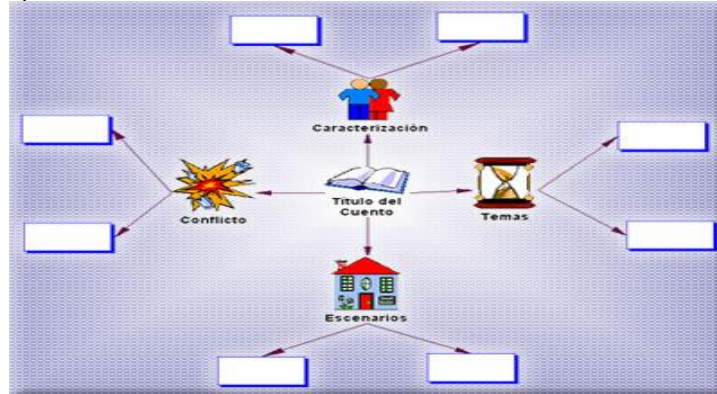 Caracterización
Conflicto
Título del
Cuento
Temas
Escenarios